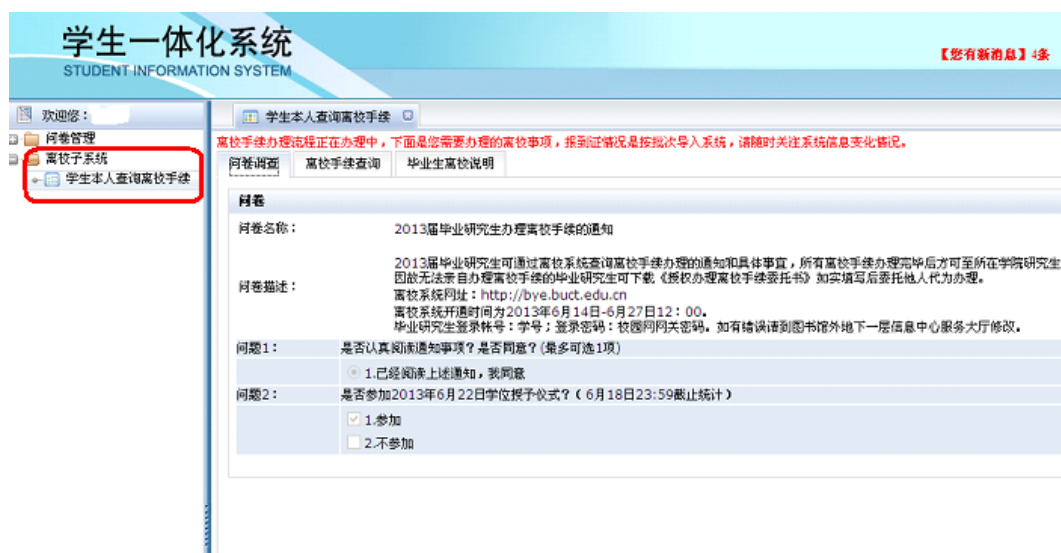 学生一体化系统
STUDENT INFORMATION SYSTEM
【您有新消息】4条
欢迎您：
学生本人查询离校手续
问卷管理
离校子系统
学生本人查询离校手续
离校手续办理流程正在办理中，下面是您需要办理的离校事项，报到证情况是按批次导入系统，请随时关注系统信息变化情况。
问卷调查 离校手续查询 毕业生离校说明
问卷
问卷名称： 2013届毕业研究生办理离校手续的通知
问卷描述：
2013届毕业研究生可通过离校系统查询离校手续办理的通知和具体事宜，所有离校手续办理完毕后方可至所在学院研究生
因故无法亲自办理离校手续的毕业研究生可下载《授权办理离校手续委托书》如实填写后委托他人代为办理。
离校系统网址：http://bye.buct.edu.cn
离校系统开通时间为2013年6月14日-6月27日12：00。
毕业研究生登录帐号：学号；登录密码：校园网网关密码。如有错误请到图书馆外地下一层信息中心服务大厅修改。
问题1： 是否认真阅读通知事项？是否同意？(最多可选1项)
1.已经阅读上述通知，我同意
问题2： 是否参加2013年6月22日学位授予仪式？（6月18日23:59截止统计）
1.参加
2.不参加